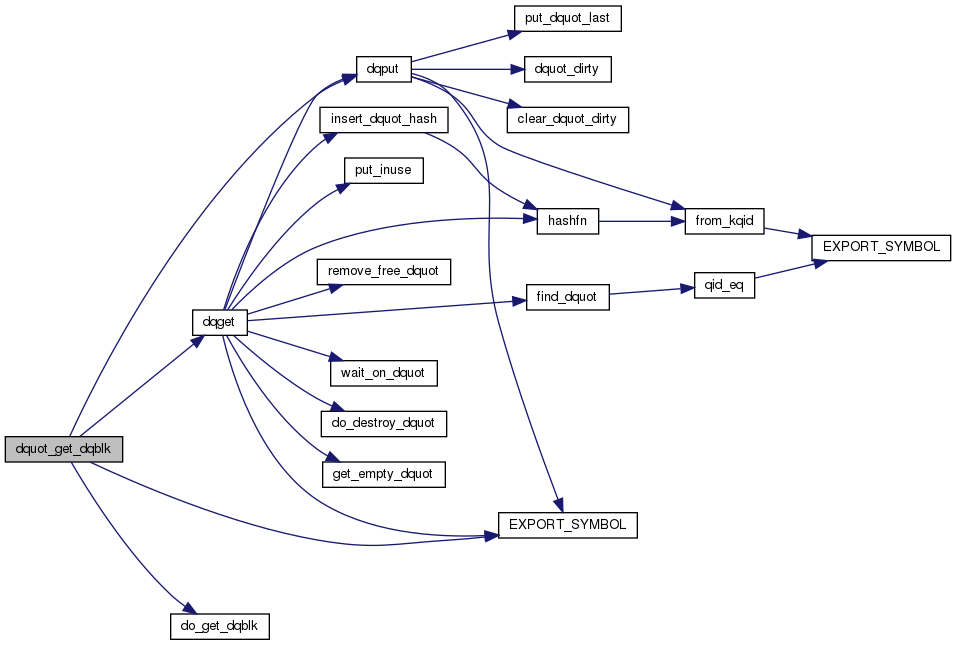 put_dquot_last
dqput
dquot_dirty
insert_dquot_hash
clear_dquot_dirty
put_inuse
hashfn
from_kqid
EXPORT_SYMBOL
remove_free_dquot
qid_eq
find_dquot
dqget
wait_on_dquot
do_destroy_dquot
dquot_get_dqblk
get_empty_dquot
EXPORT_SYMBOL
do_get_dqblk